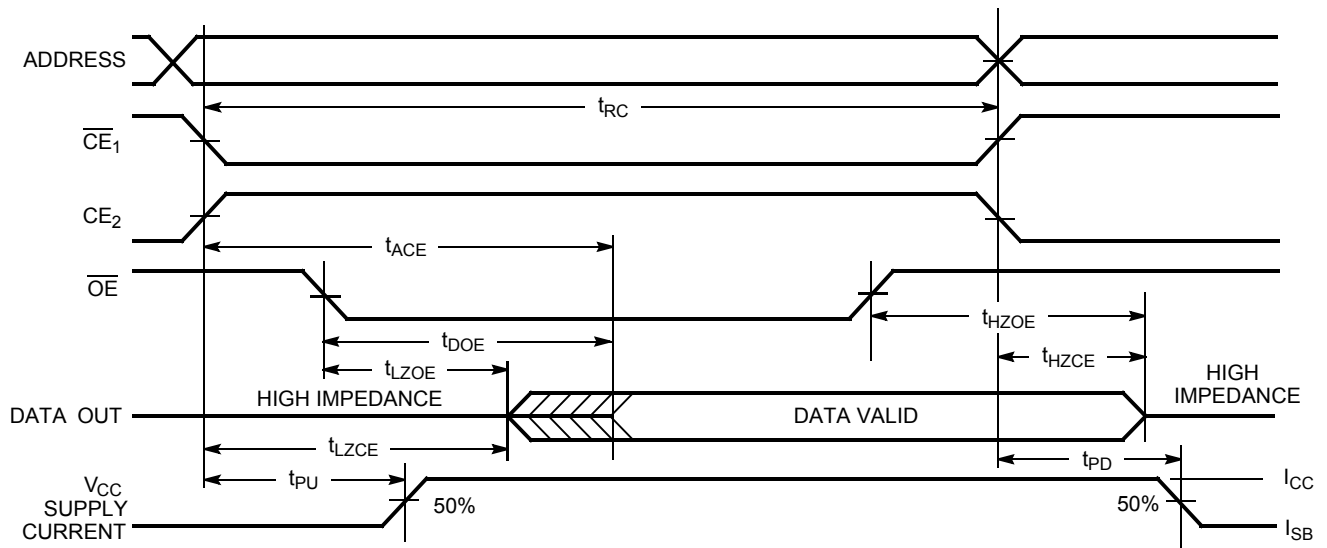 ADDRESS
tRC
CE1
CE2
tACE
OE
tHZOE
tDOE
tHZCE
tLZOE
HIGH IMPEDANCE
HIGH
IMPEDANCE
DATA OUT
DATA VALID
tLZCE
tPD
tPU
VCC
SUPPLY
CURRENT
50%
50%
ICC
ISB